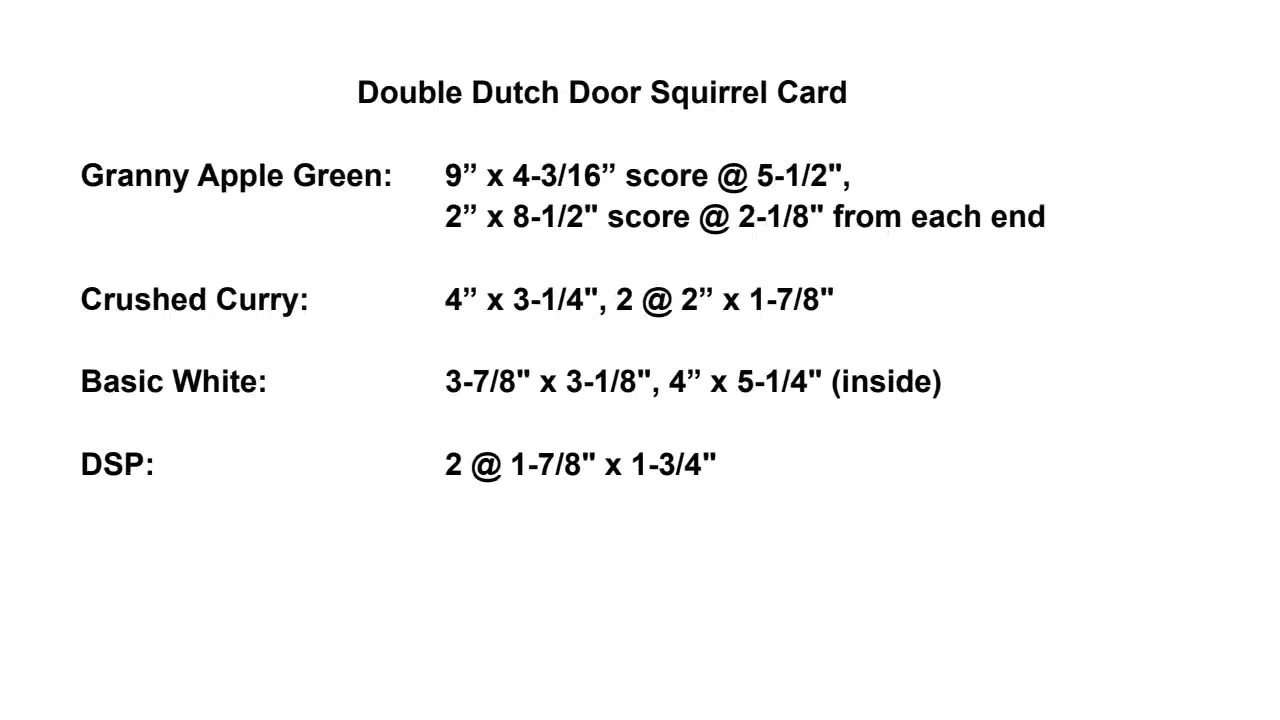 Double Dutch Door Squirrel Card
Granny Apple Green: 9” x 4-3/16” score @ 5-1/2",
2” x 8-1/2" score @ 2-1/8" from each end
Crushed Curry: 4” x 3-1/4", 2 @ 2” x 1-7/8"
Basic White: 3-7/8" x 3-1/8", 4” x 5-1/4" (inside)
DSP: 2 @ 1-7/8" x 1-3/4"